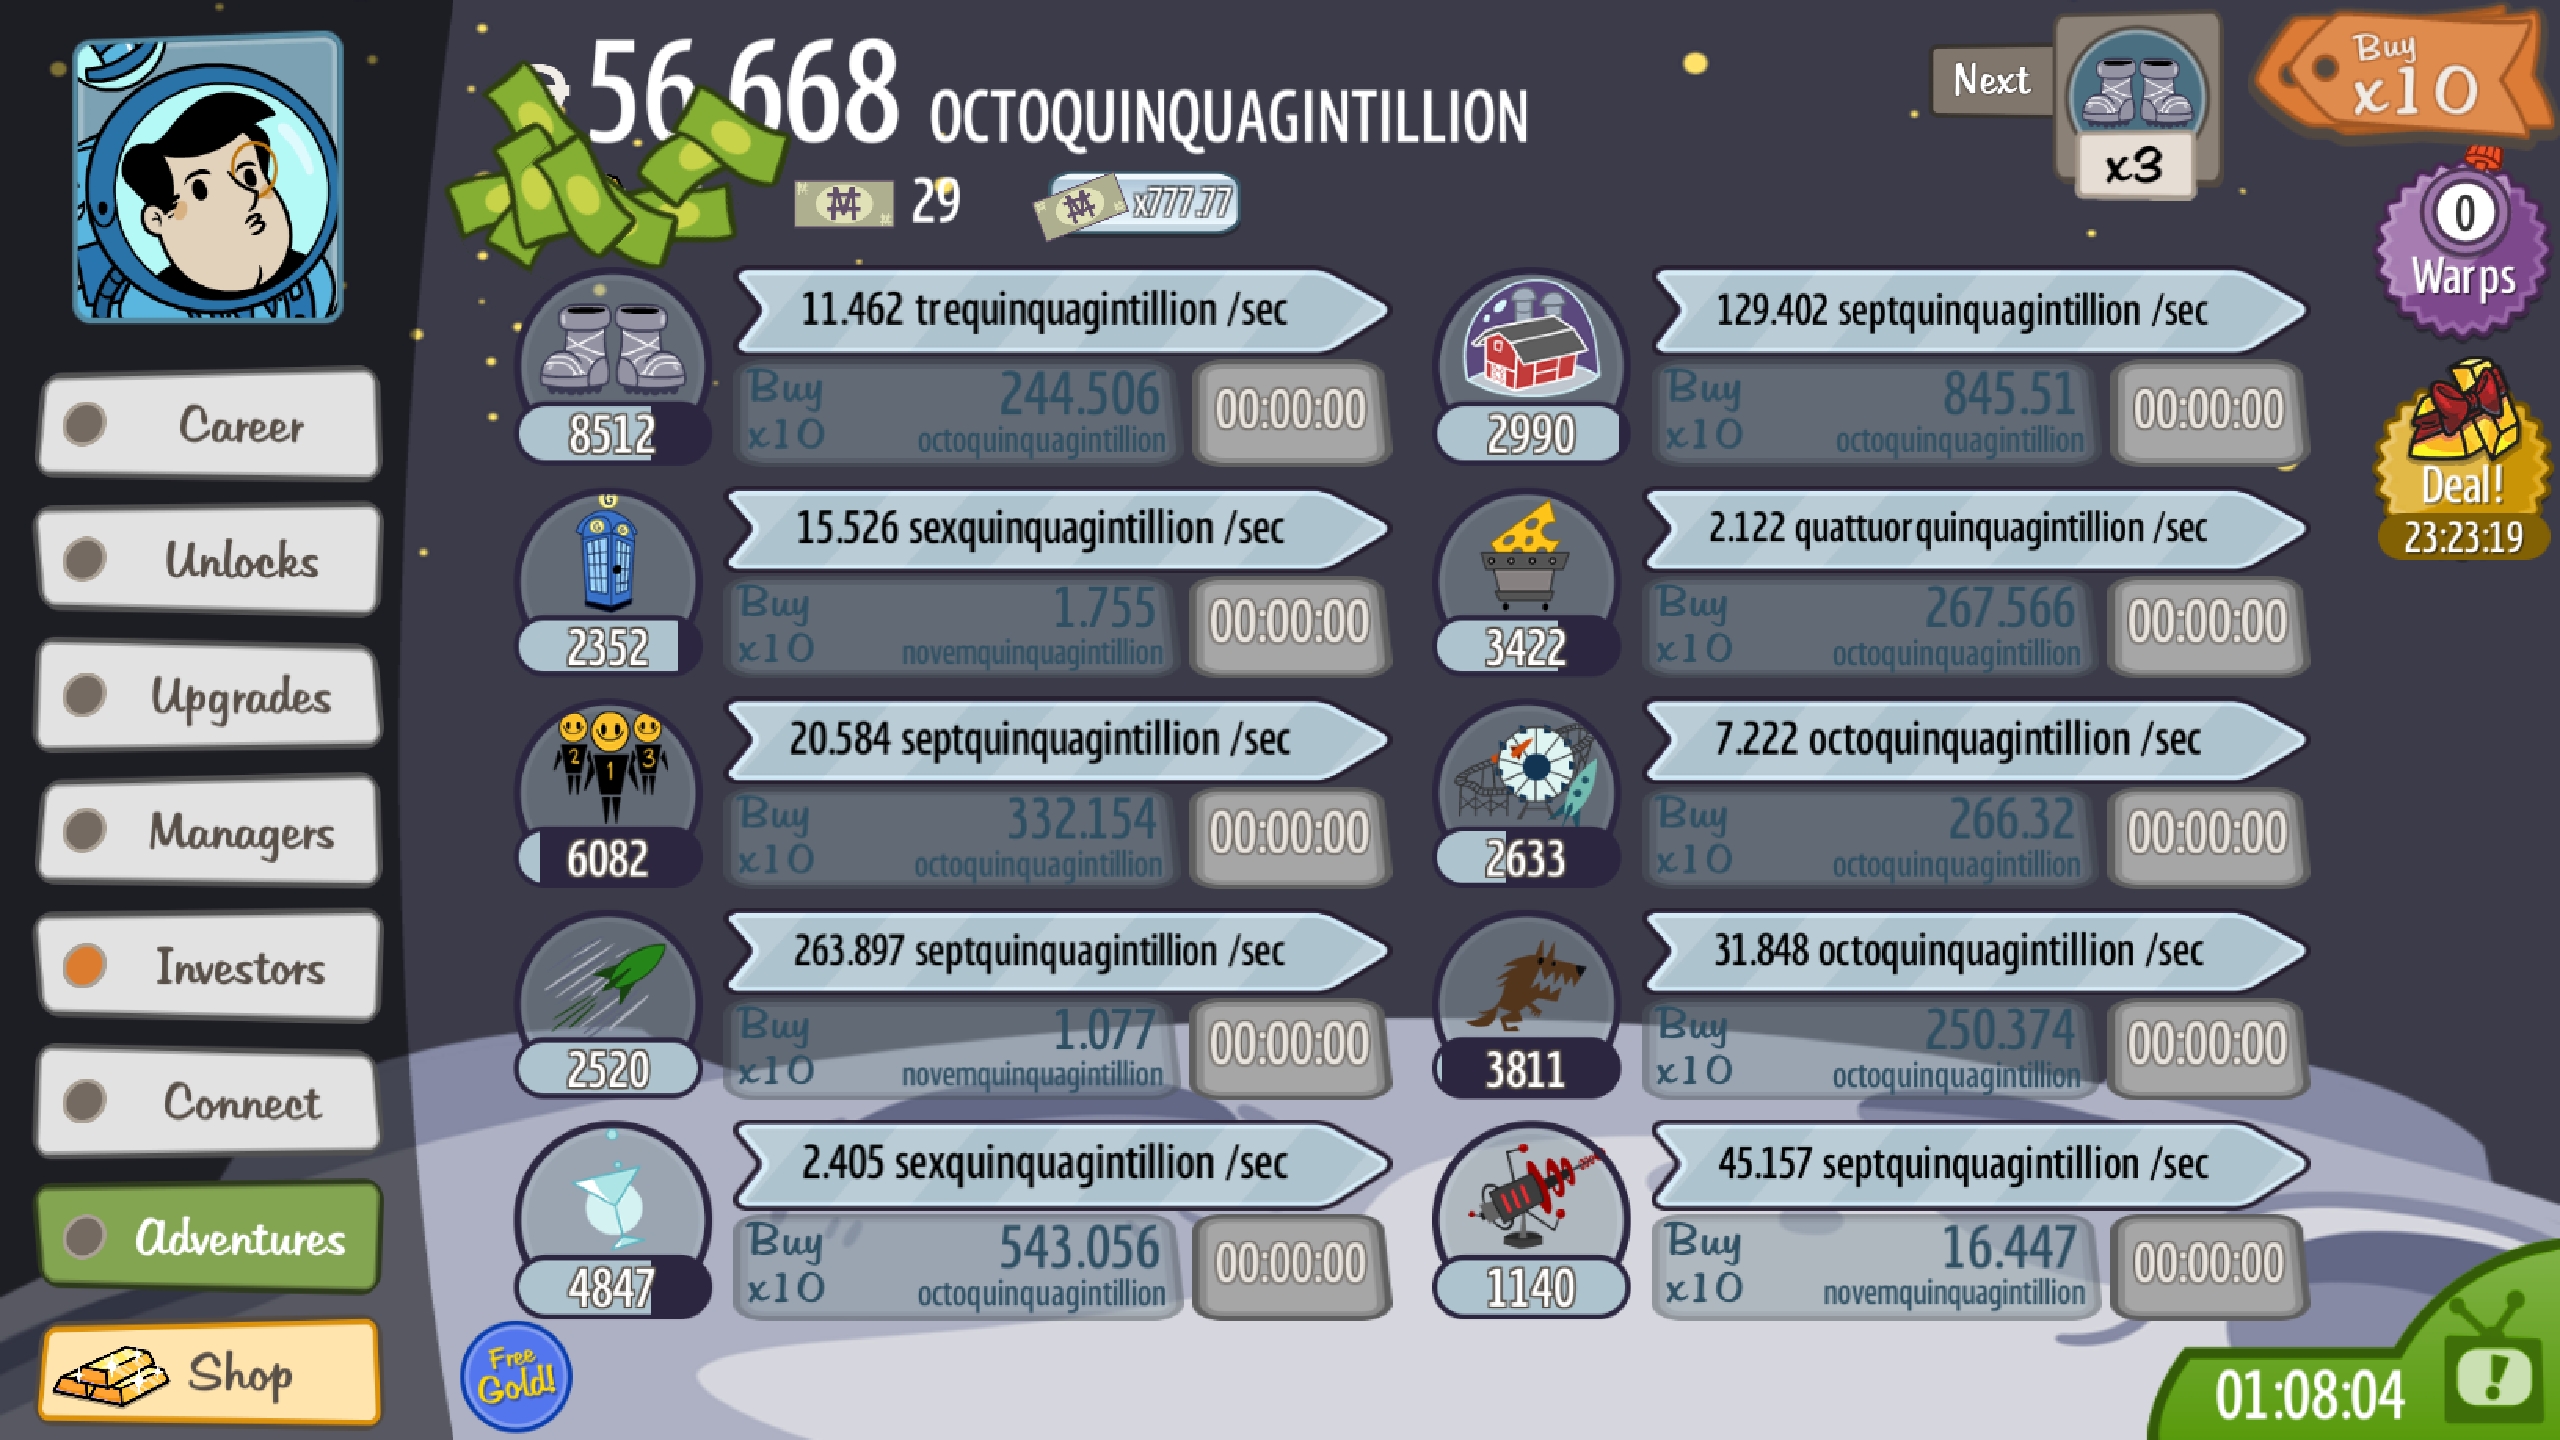 56.668 OCTOQUINQUAGINTILLION
29
x777.77
Next
x3
Buy
x10
0
Warps
Deal!
23:23:19
Career
Unlocks
Upgrades
Managers
Investors
Connect
Adventures
Shop
11.462 trequinquagintillion /sec
Buy
x10
244.506
octoquinquagintillion
00:00:00
8512
129.402 septquinquagintillion /sec
Buy
x10
845.51
octoquinquagintillion
00:00:00
2990
G
15.526 sexquinquagintillion /sec
Buy
x10
1.755
novemquinquagintillion
00:00:00
2352
2.122 quattuorquinquagintillion /sec
Buy
x10
267.566
octoquinquagintillion
00:00:00
3422
2 1 3
20.584 septquinquagintillion /sec
Buy
x10
332.154
octoquinquagintillion
00:00:00
6082
7.222 octoquinquagintillion /sec
Buy
x10
266.32
octoquinquagintillion
00:00:00
2633
263.897 septquinquagintillion /sec
Buy
x10
1.077
novemquinquagintillion
00:00:00
2520
31.848 octoquinquagintillion /sec
Buy
x10
250.374
octoquinquagintillion
00:00:00
3811
2.405 sexquinquagintillion /sec
Buy
x10
543.056
octoquinquagintillion
00:00:00
4847
45.157 septquinquagintillion /sec
Buy
x10
16.447
novemquinquagintillion
00:00:00
1140
Free
Gold!
01:08:04
!